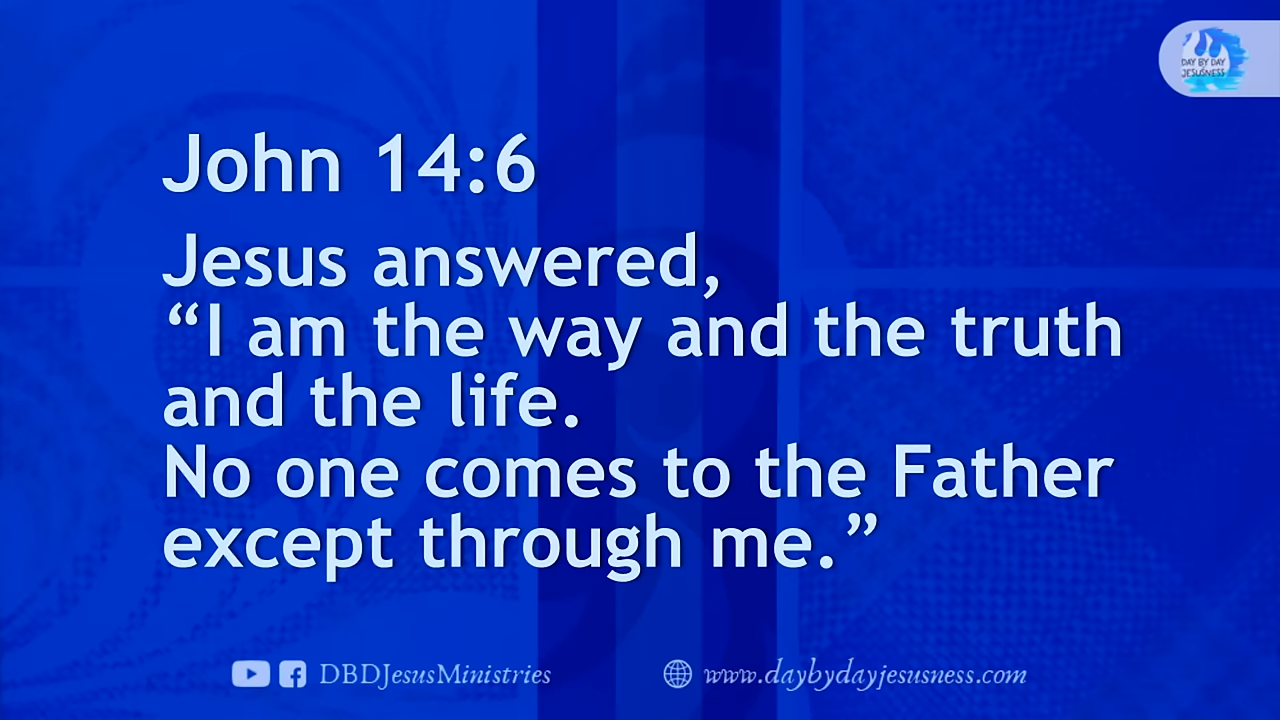 DAY BY DAY
JESUSNESS
John 14:6
Jesus answered,
“I am the way and the truth
and the life.
No one comes to the Father
except through me.”
DBDJesusMinistries
www.daybydayjesusness.com